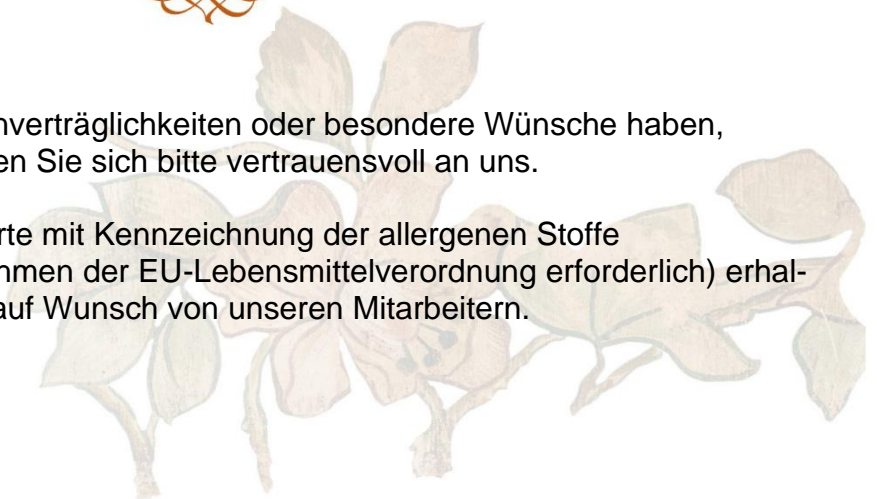 nverträglichkeiten oder besondere Wünsche haben,
en Sie sich bitte vertrauensvoll an uns.
rte mit Kennzeichnung der allergenen Stoffe
hmen der EU-Lebensmittelverordnung erforderlich) erhal-
auf Wunsch von unseren Mitarbeitern.